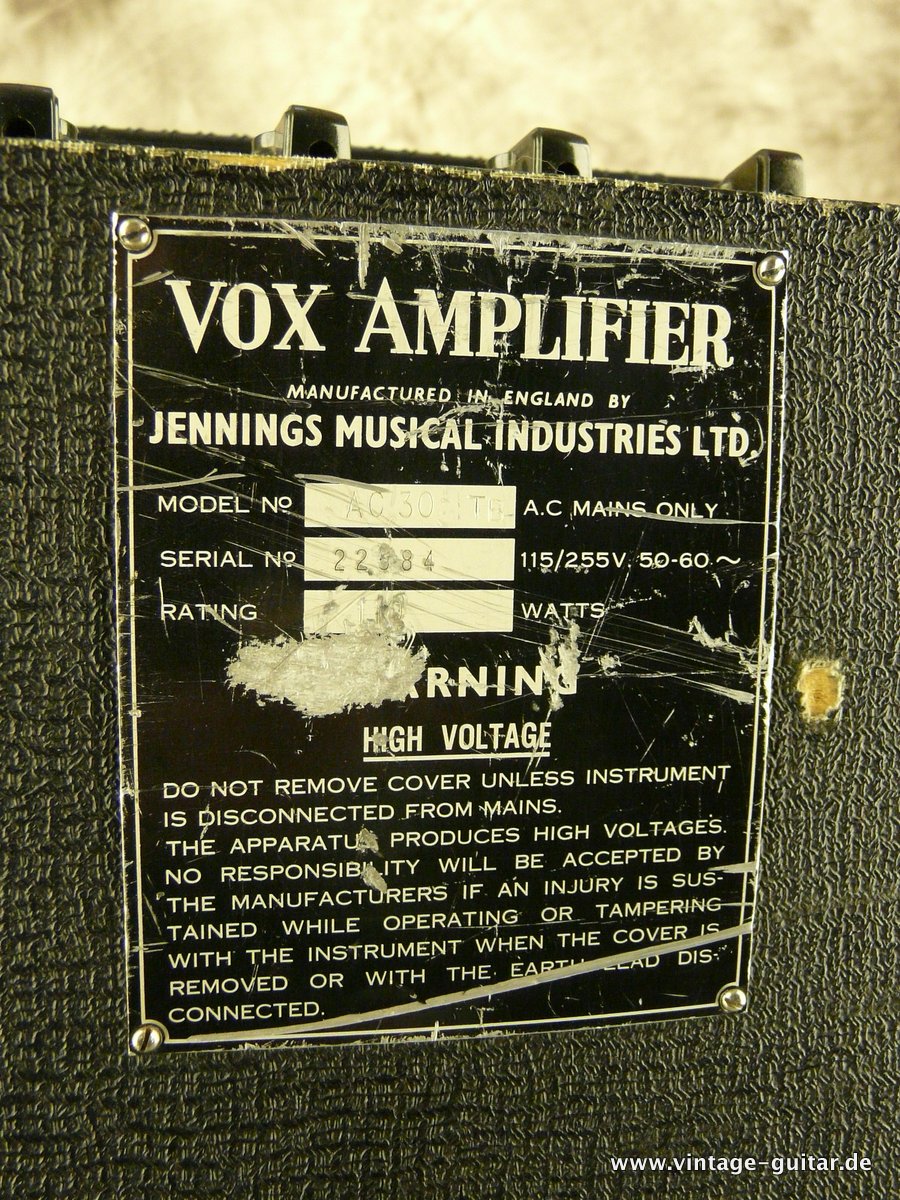 VOX AMPLIFIER
MANUFACTURED IN ENGLAND BY
JENNINGS MUSICAL INDUSTRIES LTD.
MODEL Nº AC 30 A.C MAINS ONLY
SERIAL Nº 115/255V. 50-60 ~
RATING WATTS
HIGH VOLTAGE
DO NOT REMOVE COVER UNLESS INSTRUMENT
IS DISCONNECTED FROM MAINS.
THE APPARATUS PRODUCES HIGH VOLTAGES.
NO RESPONSIBILITY WILL BE ACCEPTED BY
THE MANUFACTURERS IF AN INJURY IS SUS-
TAINED WHILE OPERATING OR TAMPERING
WITH THE INSTRUMENT WHEN THE COVER IS
REMOVED OR WITH THE EARTH LEAD DIS-
CONNECTED.
www.vintage-guitar.de